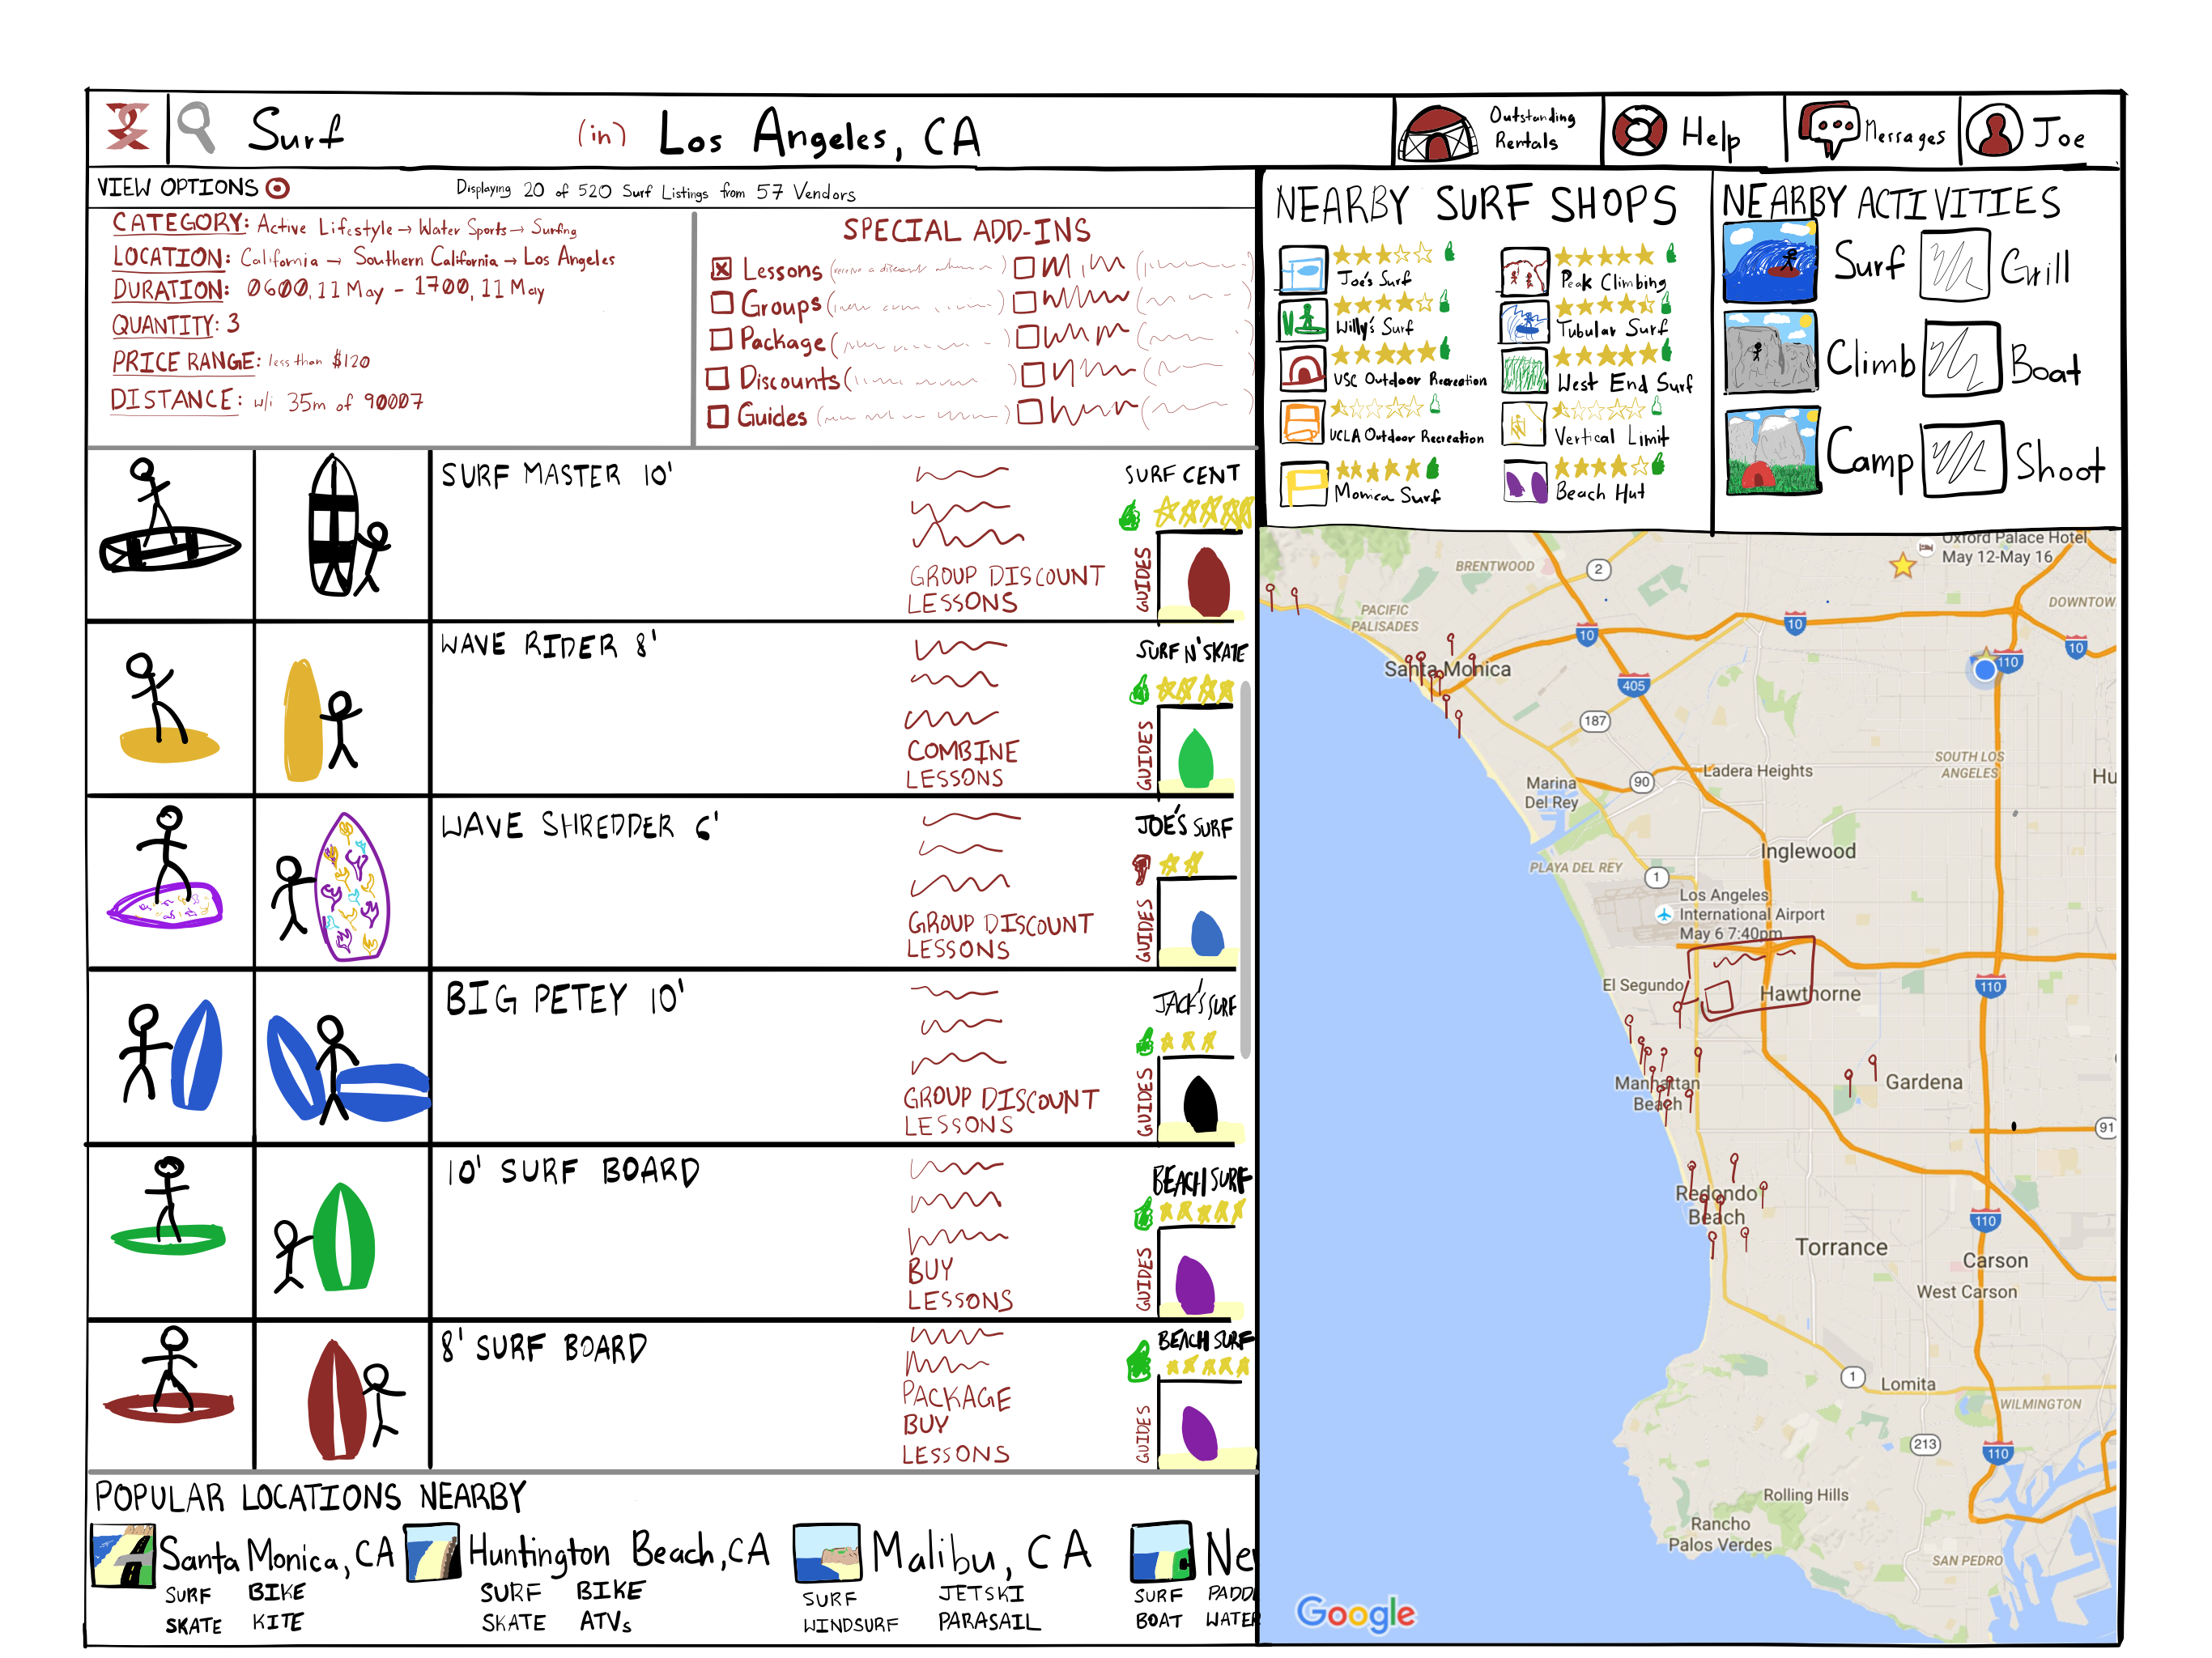 Surf (in) Los Angeles, CA
Outstanding Rentals
Help
Messages
Joe
VIEW OPTIONS
Displaying 20 of 520 Surf Listings from 57 Vendors
CATEGORY: Active Lifestyle → Water Sports → Surfing
LOCATION: California → Southern California → Los Angeles
DURATION: 0600, 11 May - 1700, 11 May
QUANTITY: 3
PRICE RANGE: less than $120
DISTANCE: w/i 35m of 90007
SPECIAL ADD-INS
Lessons
Groups
Package
Discounts
Guides
NEARBY SURF SHOPS
Joe's Surf
Peak Climbing
Willy's Surf
Tubular Surf
USC Outdoor Recreation
West End Surf
UCLA Outdoor Recreation
Vertical Limit
Monica Surf
Beach Hut
NEARBY ACTIVITIES
Surf
Grill
Climb
Boat
Camp
Shoot
SURF MASTER 10'
GROUP DISCOUNT
LESSONS
SURF CENT
GUIDES
WAVE RIDER 8'
COMBINE
LESSONS
SURF N' SKATE
GUIDES
WAVE SHREDDER 6'
GROUP DISCOUNT
LESSONS
JOE'S SURF
GUIDES
BIG PETEY 10'
GROUP DISCOUNT
LESSONS
JACK'S SURF
GUIDES
10' SURF BOARD
BUY
LESSONS
BEACH SURF
GUIDES
8' SURF BOARD
PACKAGE
BUY
LESSONS
BEACH SURF
GUIDES
POPULAR LOCATIONS NEARBY
Santa Monica, CA
SURF BIKE
SKATE KITE
Huntington Beach, CA
SURF BIKE
SKATE ATVs
Malibu, CA
SURF JETSKI
WINDSURF PARASAIL
Ne
SURF PADD
BOAT WATER
Oxford Palace Hotel
May 12-May 16
BRENTWOOD
2
PACIFIC
PALISADES
DOWNTOW
10
10
10
Santa Monica
110
405
187
SOUTH LOS
ANGELES
Ladera Heights
Hu
Marina
Del Rey
90
Inglewood
PLAYA DEL REY
1
Los Angeles
International Airport
May 6 7:40pm
El Segundo
Hawthorne
110
Manhattan
Beach
Gardena
91
Redondo
Beach
110
Torrance
Carson
West Carson
1
Lomita
WILMINGTON
213
110
Rolling Hills
Rancho
Palos Verdes
SAN PEDRO
Google